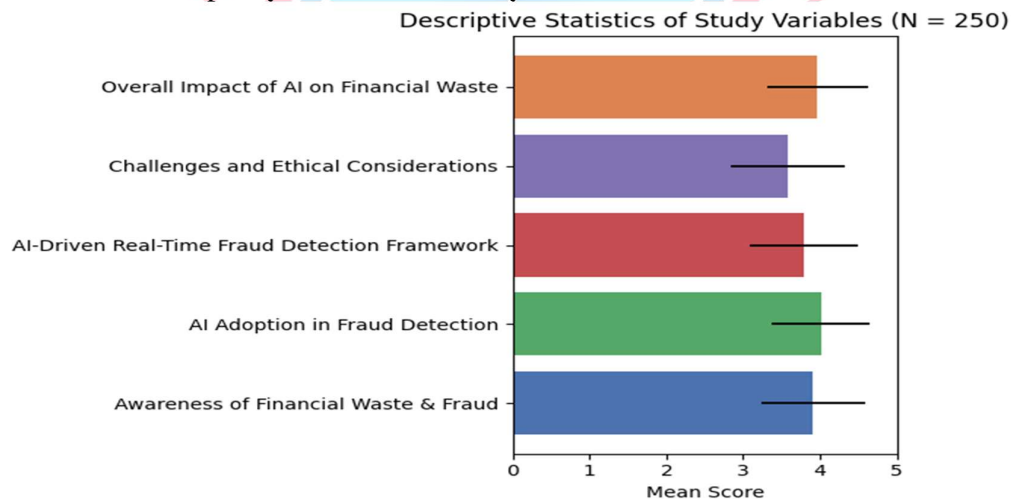 Descriptive Statistics of Study Variables (N = 250)
Overall Impact of AI on Financial Waste
Challenges and Ethical Considerations
AI-Driven Real-Time Fraud Detection Framework
AI Adoption in Fraud Detection
Awareness of Financial Waste & Fraud
0 1 2 3 4 5
Mean Score